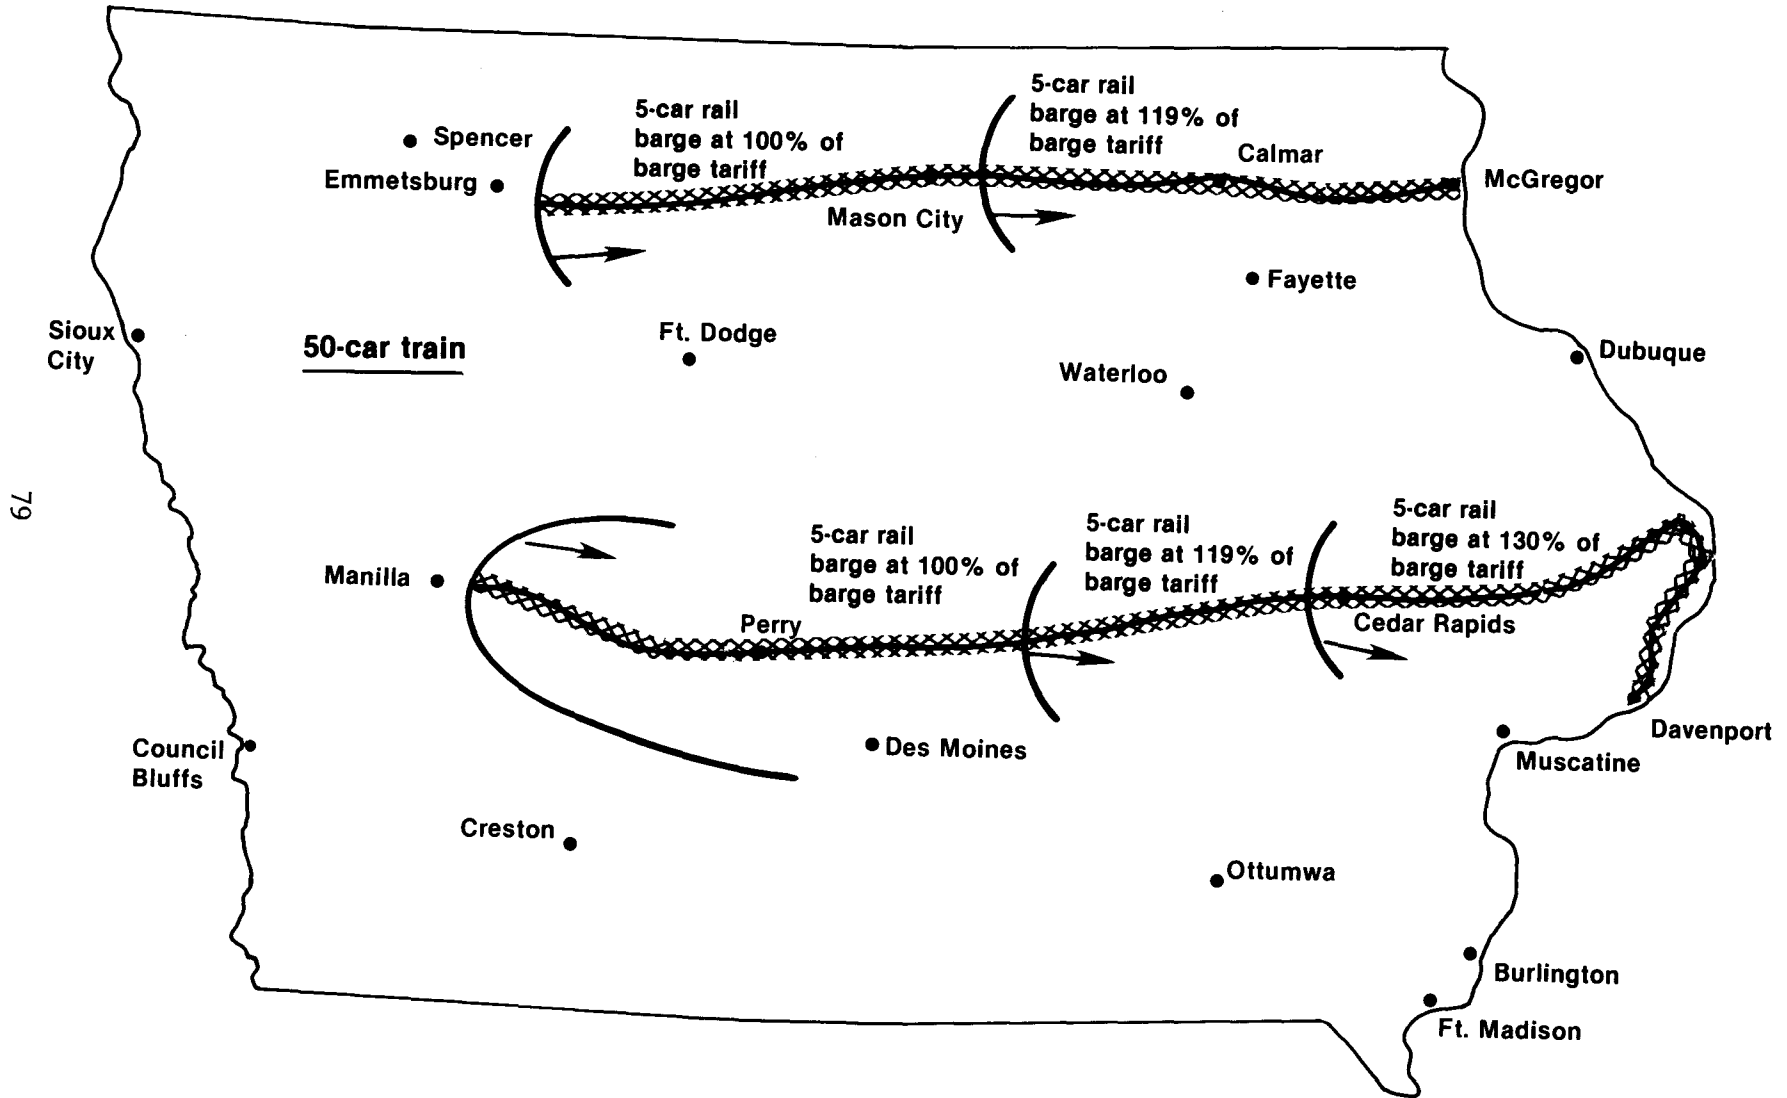 5-car rail
barge at 119% of
barge tariff
5-car rail
barge at 100% of
barge tariff
Spencer
Emmetsburg
Calmar
McGregor
Mason City
Fayette
Sioux
City
50-car train
Ft. Dodge
Waterloo
Dubuque
79
5-car rail
barge at 100% of
barge tariff
5-car rail
barge at 119% of
barge tariff
5-car rail
barge at 130% of
barge tariff
Manilla
Perry
Cedar Rapids
Council
Bluffs
Des Moines
Davenport
Muscatine
Creston
Ottumwa
Burlington
Ft. Madison